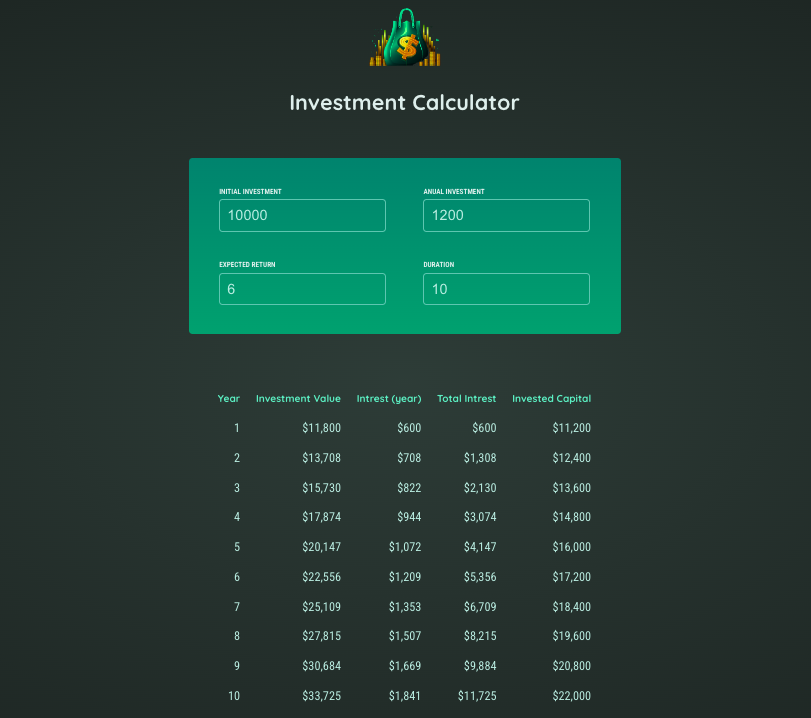 $
Investment Calculator
INITIAL INVESTMENT ANUAL INVESTMENT
10000 1200
EXPECTED RETURN DURATION
6 10
Year Investment Value Intrest (year) Total Intrest Invested Capital
1 $11,800 $600 $600 $11,200
2 $13,708 $708 $1,308 $12,400
3 $15,730 $822 $2,130 $13,600
4 $17,874 $944 $3,074 $14,800
5 $20,147 $1,072 $4,147 $16,000
6 $22,556 $1,209 $5,356 $17,200
7 $25,109 $1,353 $6,709 $18,400
8 $27,815 $1,507 $8,215 $19,600
9 $30,684 $1,669 $9,884 $20,800
10 $33,725 $1,841 $11,725 $22,000